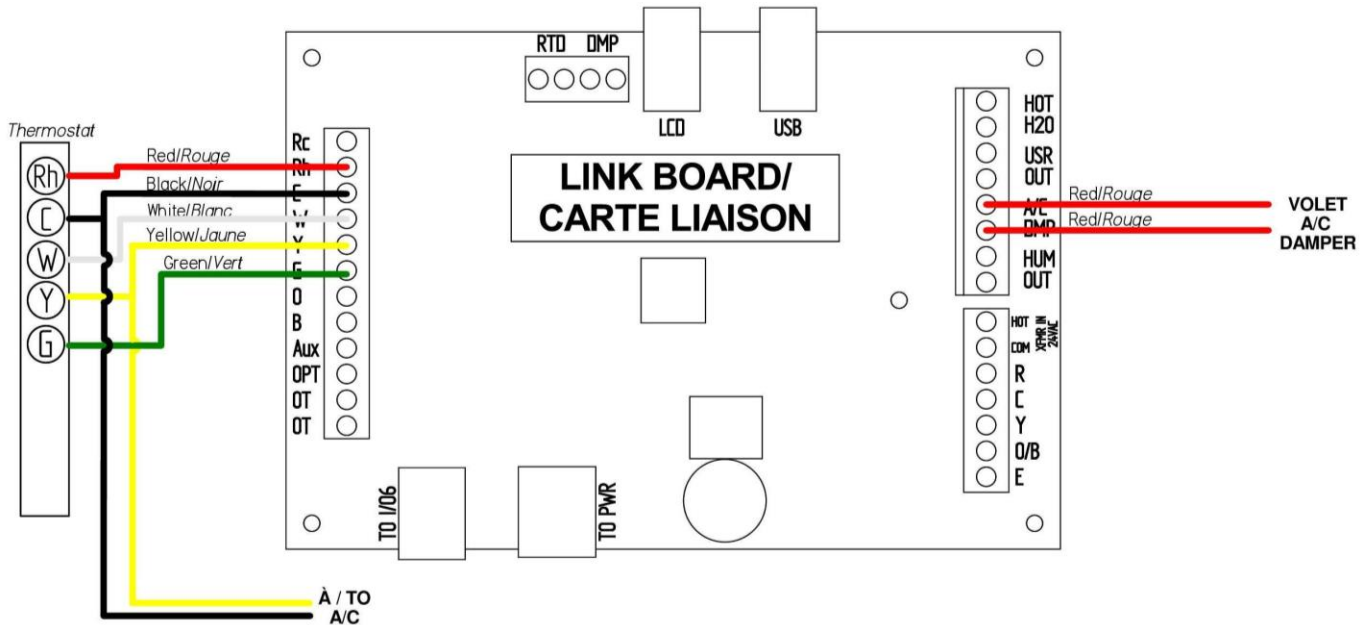 RTD DMP
LCD
USB
LINK BOARD/
CARTE LIAISON
Thermostat
Rh
C
W
Y
G
Red/Rouge
Black/Noir
White/Blanc
Yellow/Jaune
Green/Vert
Rc
Rh
C
W
Y
G
O
B
Aux
OPT
OT
OT
TO I/O6
TO PWR
À / TO
A/C
HOT
H2O
USR
OUT
A/E
DMP
HUM
OUT
Red/Rouge
Red/Rouge
VOLET
A/C
DAMPER
HOT
COM
XFMR IN
24VAC
R
C
Y
O/B
E